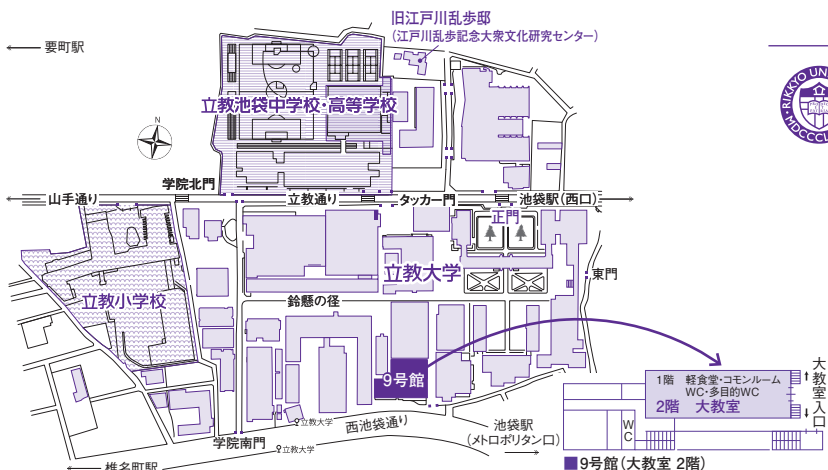 旧江戸川乱歩邸
(江戸川乱歩記念大衆文化研究センター)
要町駅
立教池袋中学校・高等学校
N
RIKKYO UN
MDCCCL
学院北門
山手通り
立教通り
タッカー門
池袋駅(西口)
正門
立教大学
東門
立教小学校
鈴懸の径
9号館
1階 軽食堂・コモンルーム
WC・多目的WC
2階 大教室
大教室入口
WC
立教大学
西池袋通り
池袋駅
(メトロポリタン口)
学院南門
立教大学
椎名町駅
■9号館(大教室 2階)